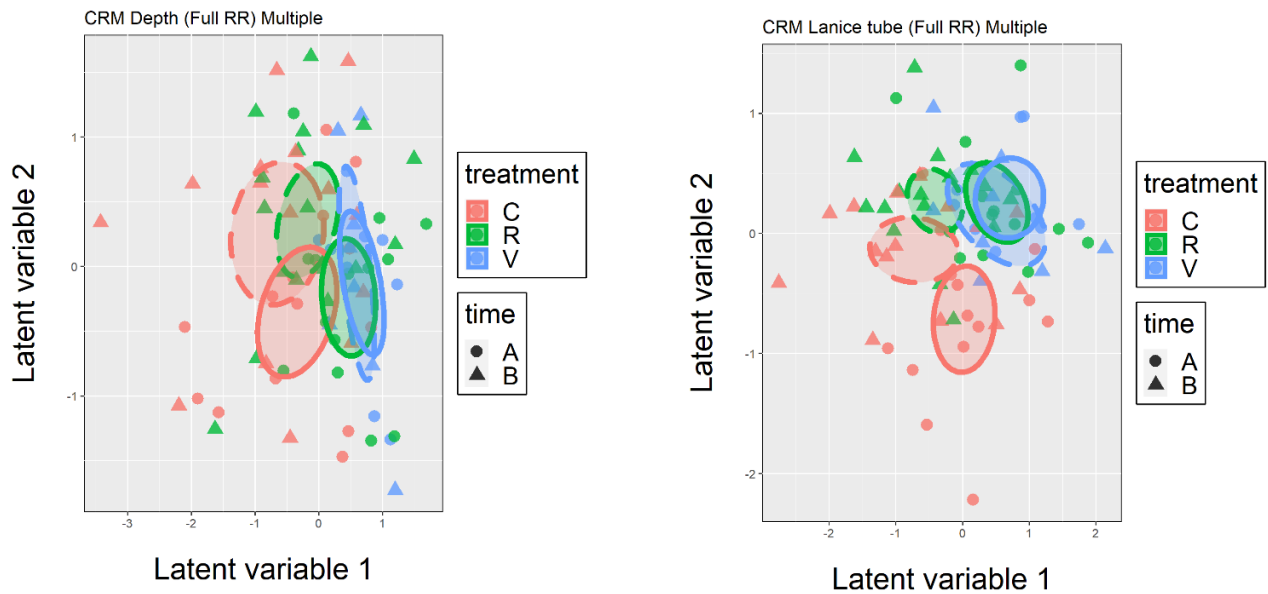 CRM Depth (Full RR) Multiple
Latent variable 2
1
0
-1
-3
-2
-1
0
1
Latent variable 1
treatment
C
R
V
time
A
B
CRM Lanice tube (Full RR) Multiple
Latent variable 2
1
0
-1
-2
-2
-1
0
1
2
Latent variable 1
treatment
C
R
V
time
A
B